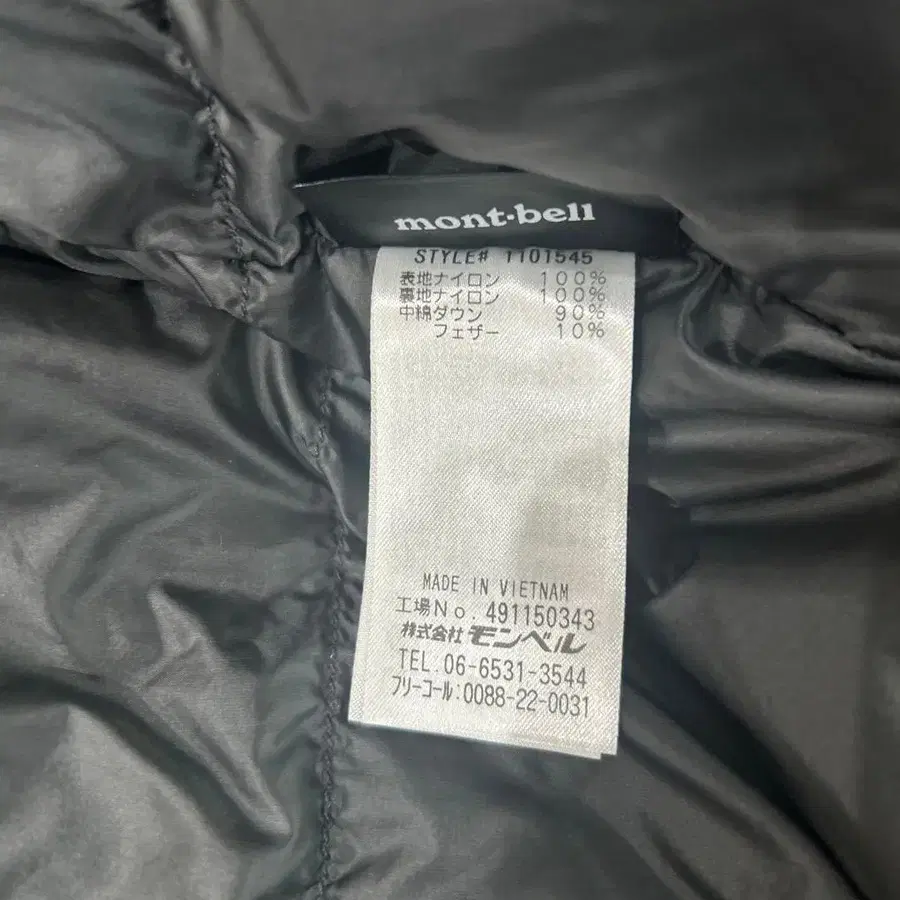 mont·bell
STYLE# 1101545
表地ナイロン 100%
裏地ナイロン 100%
中綿ダウン 90%
フェザー 10%
MADE IN VIETNAM
工場No. 491150343
株式会社モンベル
TEL.06-6531-3544
フリーコール:0088-22-0031